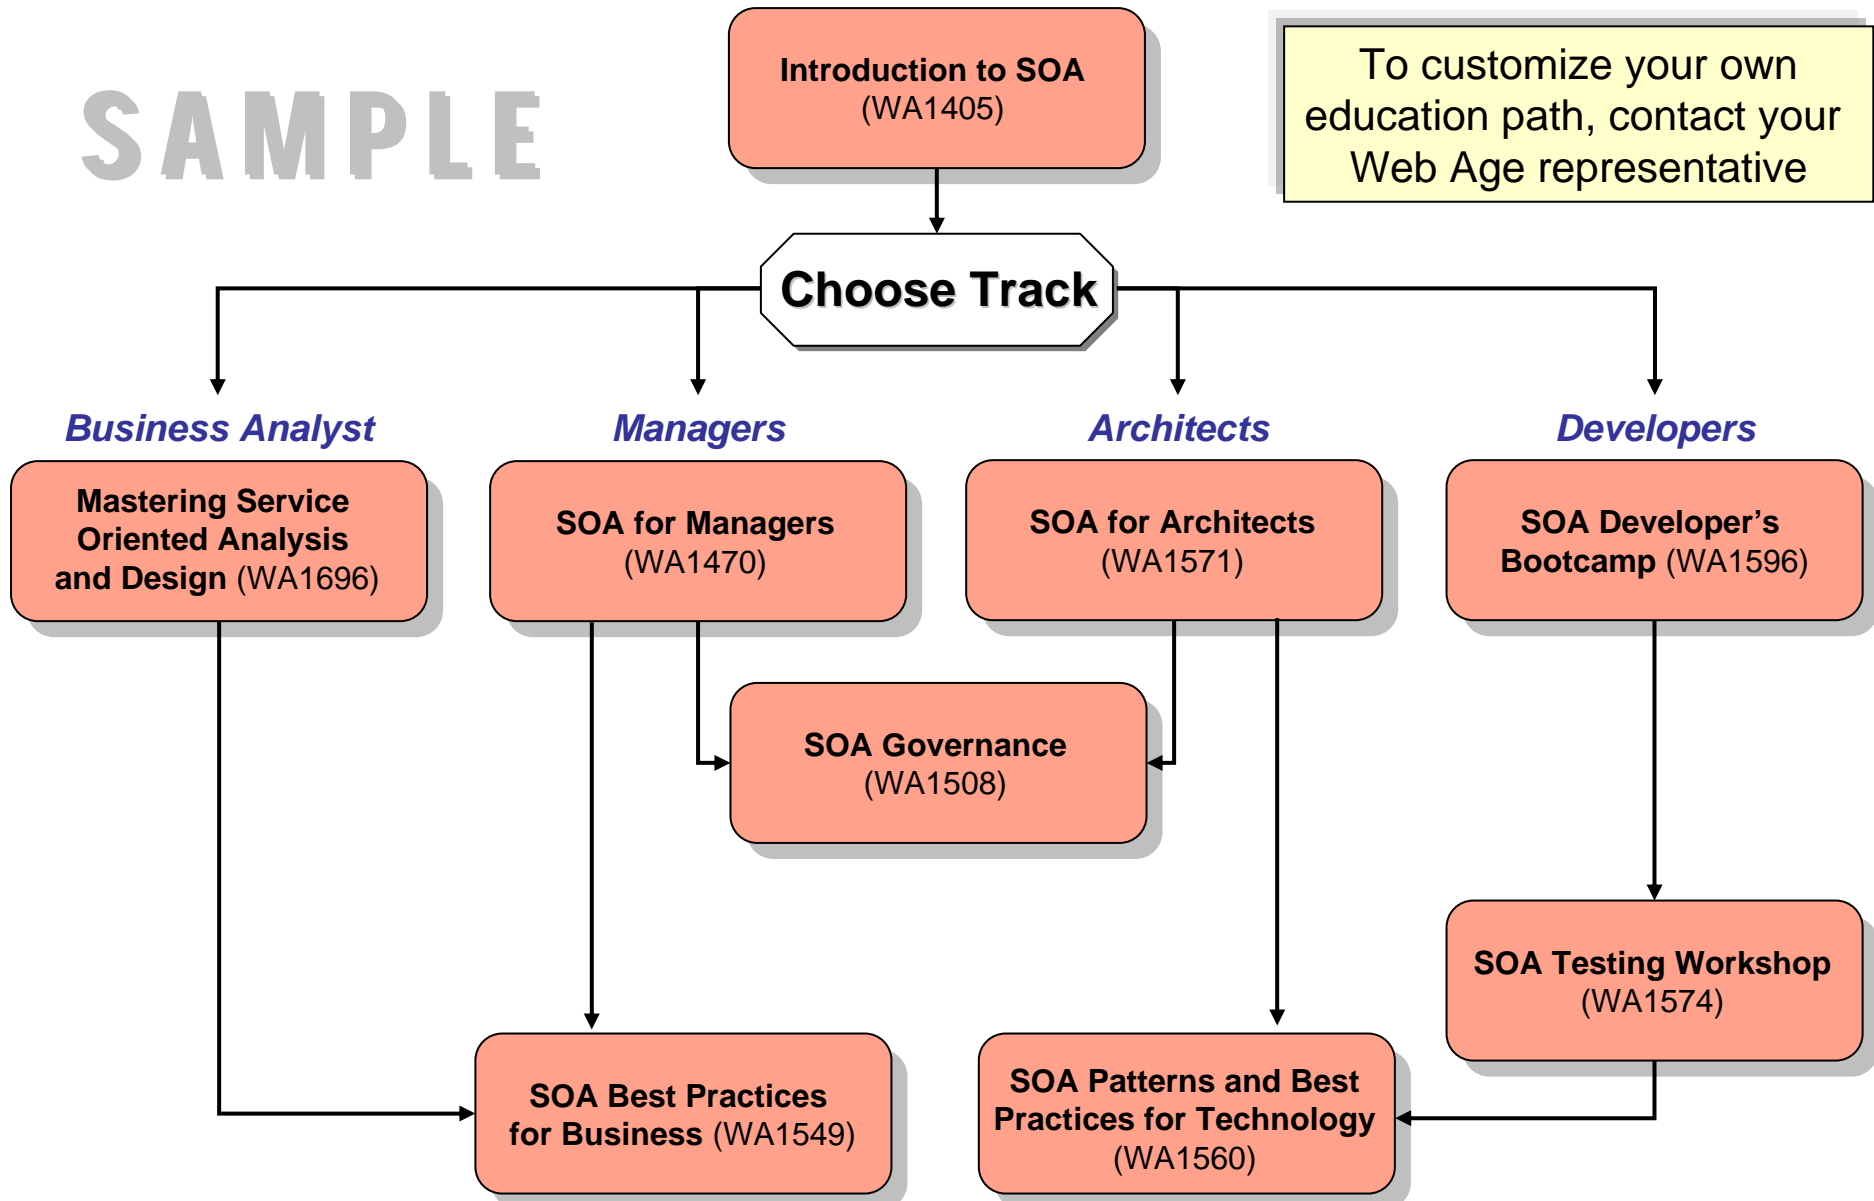 SAMPLE
Introduction to SOA
(WA1405)
To customize your own
education path, contact your
Web Age representative
Choose Track
Business Analyst
Managers
Architects
Developers
Mastering Service
Oriented Analysis
and Design (WA1696)
SOA for Managers
(WA1470)
SOA for Architects
(WA1571)
SOA Developer’s
Bootcamp (WA1596)
SOA Governance
(WA1508)
SOA Testing Workshop
(WA1574)
SOA Best Practices
for Business (WA1549)
SOA Patterns and Best
Practices for Technology
(WA1560)